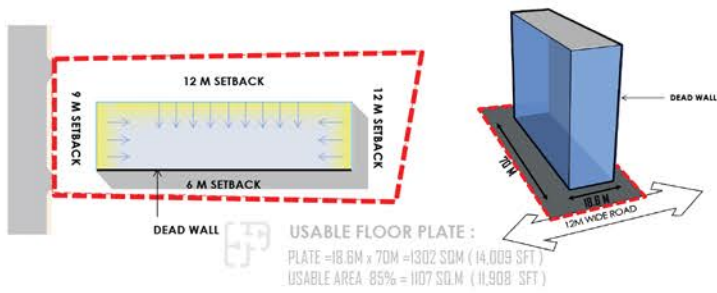 12 M SETBACK
9 M SETBACK
12 M SETBACK
6 M SETBACK
DEAD WALL
DEAD WALL
70 M
18.6M
12M WIDE ROAD
USABLE FLOOR PLATE :
PLATE =18.6M x 70M =1302 SQM ( 14,009 SFT )
USABLE AREA 85% = 1107 SQ.M ( 11,908 SFT )